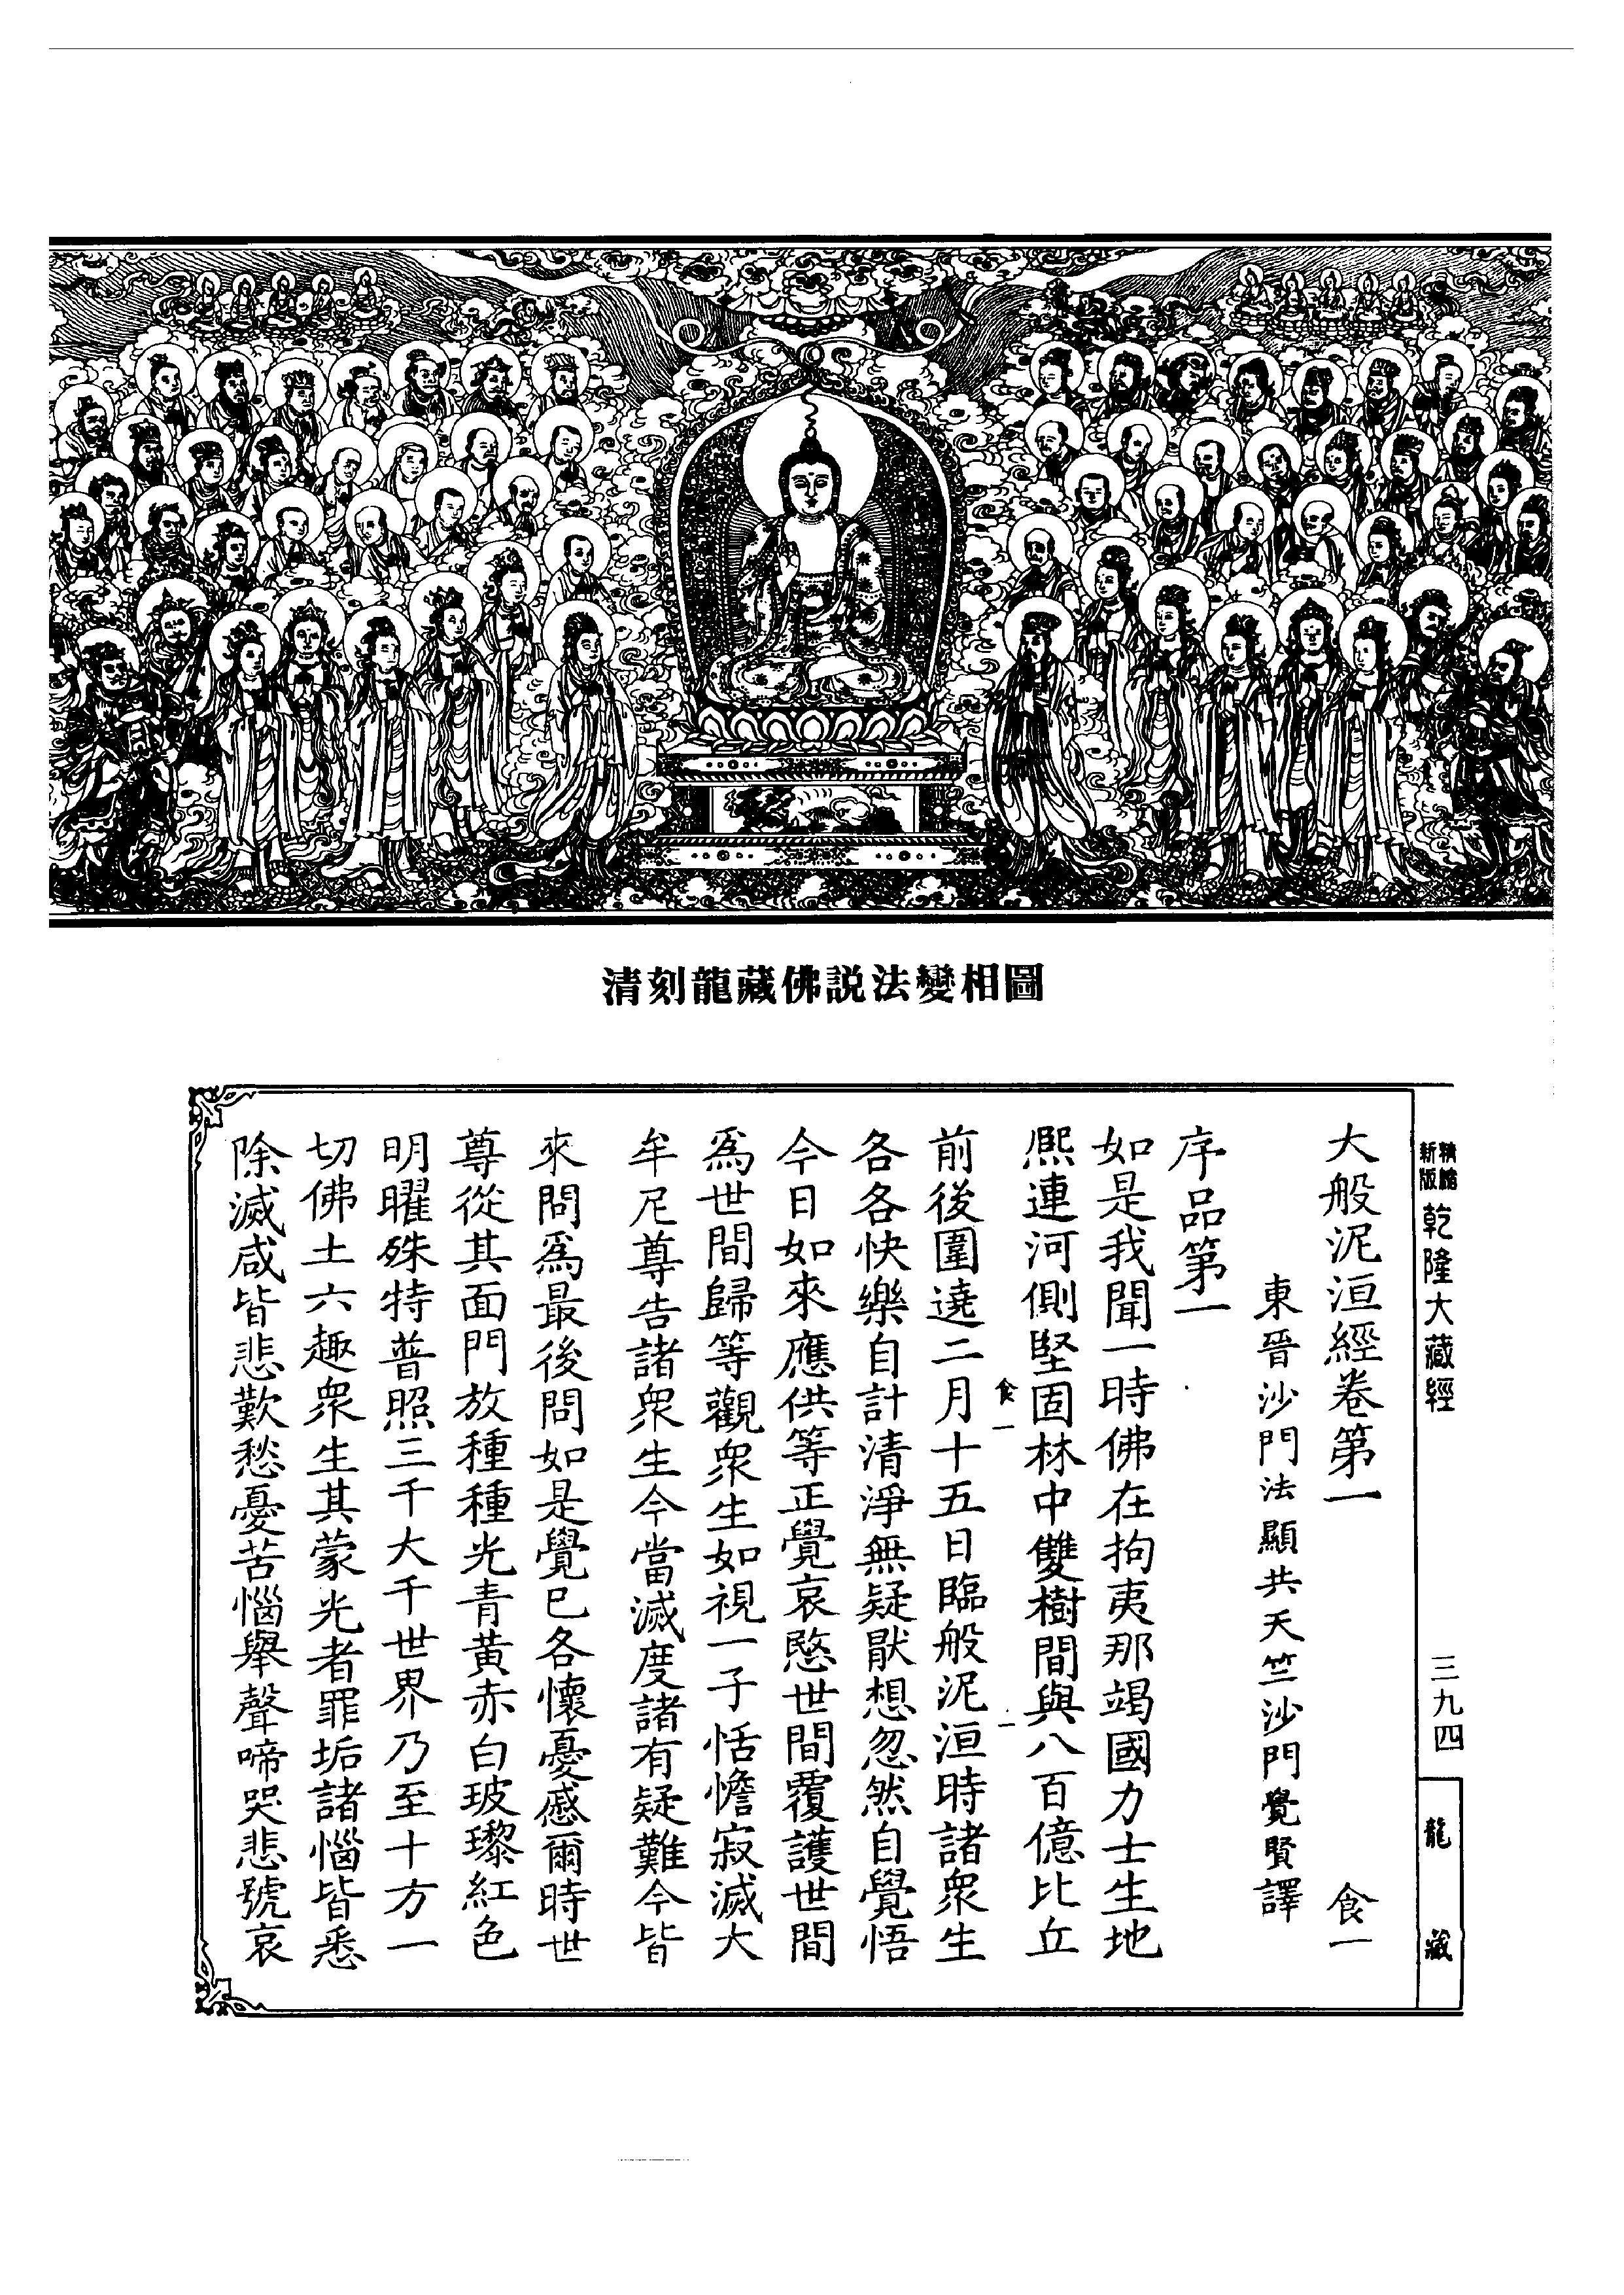 清刻龍藏佛説法變相圖
精縮新版
乾隆大藏經
三九四
龍藏
大般泥洹經卷第一 食一
東晉沙門法顯共天竺沙門覺賢譯
序品第一
如是我聞一時佛在拘夷那竭國力士生地
熈連河側堅固林中雙樹間與八百億比丘
食一
一
前後圍遶二月十五日臨般泥洹時諸衆生
各各快樂自計清淨無疑猒想忽然自覺悟
今日如來應供等正覺哀愍世間覆護世間
爲世間歸等觀衆生如視一子恬憺寂滅大
牟尼尊告諸衆生今當滅度諸有疑難今皆
來問爲最後問如是覺已各懷憂慼爾時世
尊從其面門放種種光青黃赤白玻瓈紅色
明曜殊特普照三千大千世界乃至十方一
切佛土六趣衆生其蒙光者罪垢諸惱皆悉
除滅咸皆悲歎愁憂苦惱舉聲啼哭悲號哀